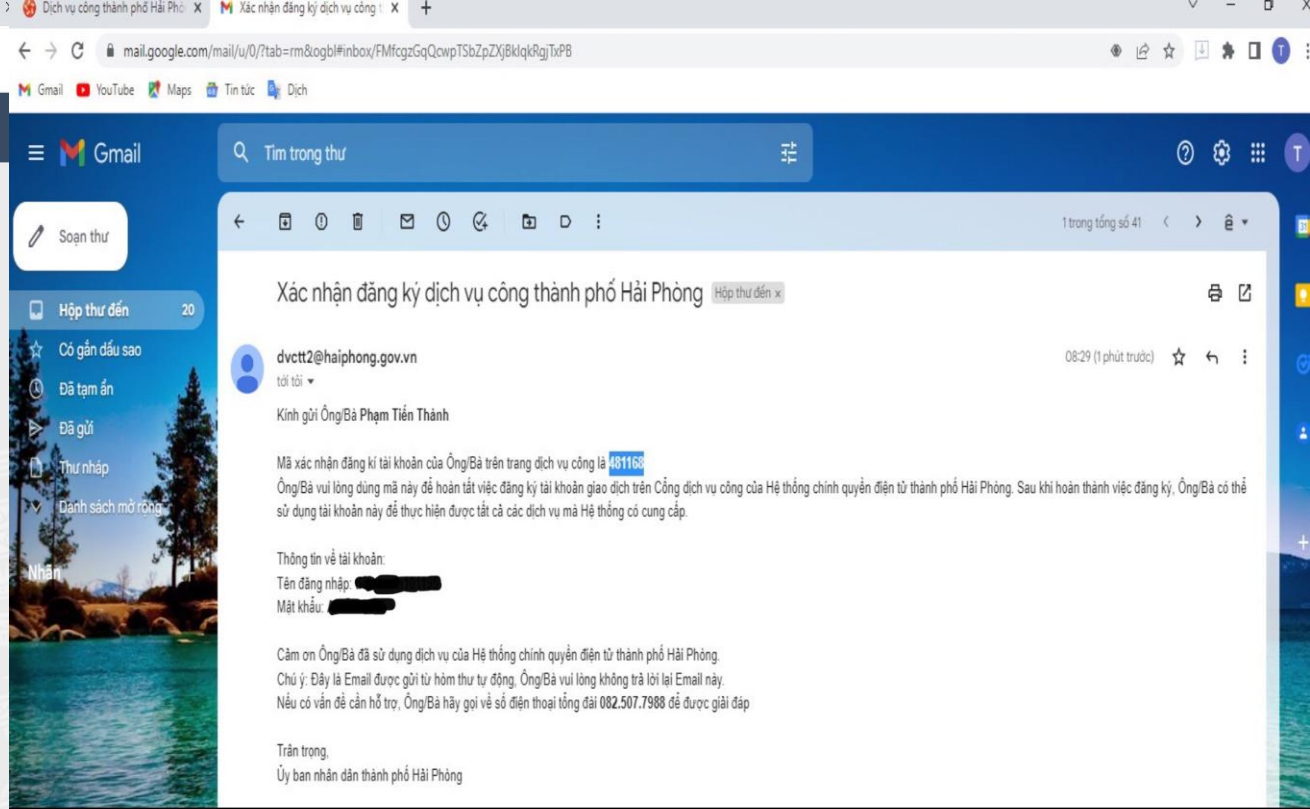 Dịch vụ công thành phố Hải Phò
Xác nhận đăng ký dịch vụ công t
mail.google.com/mail/u/0/?tab=rm&ogbl#inbox/FMfcgzGqQcwpTSbZpZXjBklqkRgjTxPB
T
Gmail
YouTube
Maps
Tin tức
Dịch
Gmail
Tìm trong thư
T
Soạn thư
1 trong tổng số 41
Hộp thư đến 20
Có gắn dấu sao
Đã tạm ẩn
Đã gửi
Thư nháp
Danh sách mở rộng
Nhãn
Xác nhận đăng ký dịch vụ công thành phố Hải Phòng Hộp thư đến x
dvctt2@haiphong.gov.vn 08:29 (1 phút trước)
tới tôi
Kính gửi Ông/Bà Phạm Tiến Thành
Mã xác nhận đăng kí tài khoản của Ông/Bà trên trang dịch vụ công là 481168
Ông/Bà vui lòng dùng mã này để hoàn tất việc đăng ký tài khoản giao dịch trên Cổng dịch vụ công của Hệ thống chính quyền điện tử thành phố Hải Phòng. Sau khi hoàn thành việc đăng ký, Ông/Bà có thể
sử dụng tài khoản này để thực hiện được tất cả các dịch vụ mà Hệ thống có cung cấp.
Thông tin về tài khoản:
Tên đăng nhập:
Mật khẩu:
Cảm ơn Ông/Bà đã sử dụng dịch vụ của Hệ thống chính quyền điện tử thành phố Hải Phòng.
Chú ý: Đây là Email được gửi từ hòm thư tự động, Ông/Bà vui lòng không trả lời lại Email này.
Nếu có vấn đề cần hỗ trợ, Ông/Bà hãy gọi về số điện thoại tổng đài 082.507.7988 để được giải đáp
Trân trọng,
Ủy ban nhân dân thành phố Hải Phòng